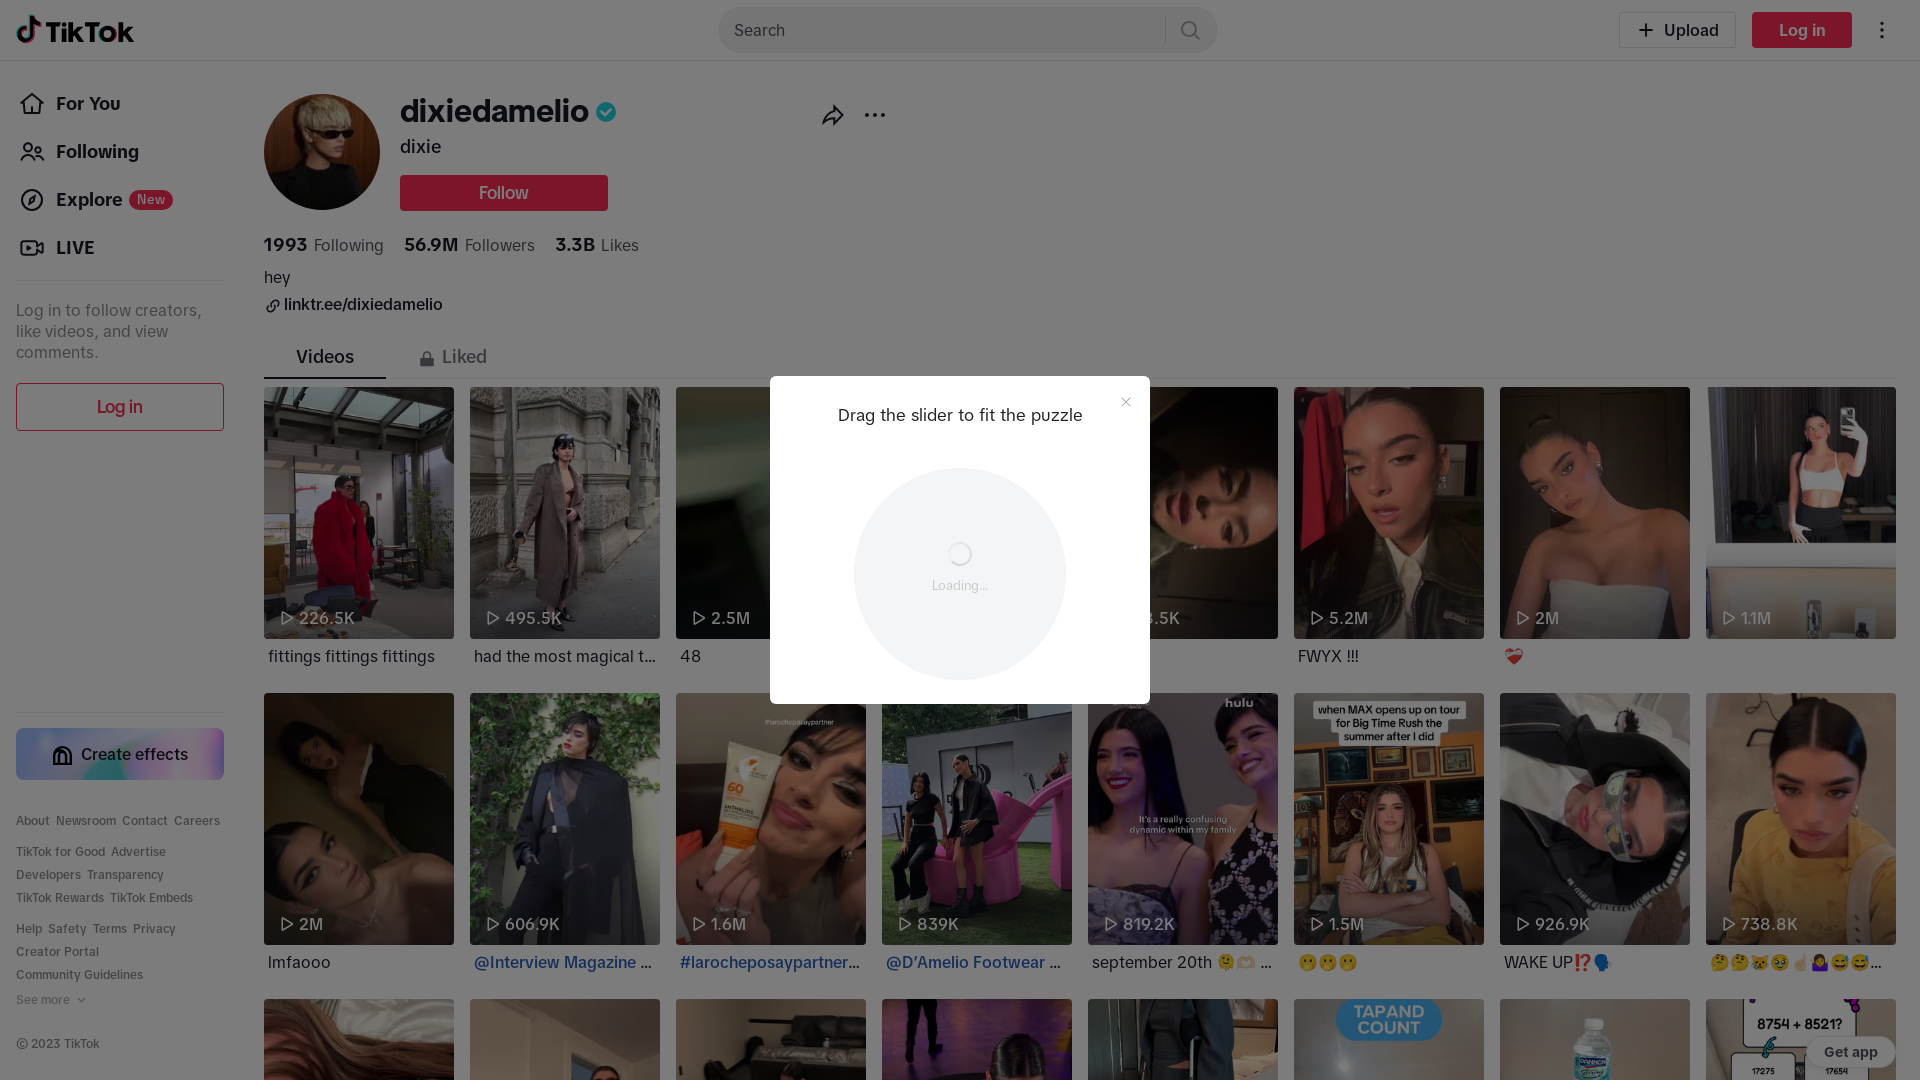 TikTok
Search
Upload
Log in
For You
Following
Explore New
LIVE
Log in to follow creators,
like videos, and view
comments.
Log in
Create effects
About Newsroom Contact Careers
TikTok for Good Advertise
Developers Transparency
TikTok Rewards TikTok Embeds
Help Safety Terms Privacy
Creator Portal
Community Guidelines
See more
© 2023 TikTok
dixiedamelio
dixie
Follow
1993 Following 56.9M Followers 3.3B Likes
hey
linktr.ee/dixiedamelio
Videos
Liked
Drag the slider to fit the puzzle
Loading...
226.5K
495.5K
2.5M
5.2M
2M
1.1M
fittings fittings fittings
had the most magical t...
48
FWYX !!!
❤️‍🩹
#larocheposaypartner
60
ANTHELIOS
hulu
It's a really confusing
dynamic within my family
when MAX opens up on tour
for Big Time Rush the
summer after I did
2M
606.9K
1.6M
839K
819.2K
1.5M
926.9K
738.8K
lmfaooo
@Interview Magazine ...
#larocheposaypartner...
@D'Amelio Footwear ...
september 20th 🫠🫶🏼 ...
🫢🫢🫢
WAKE UP⁉️🗣️
🤔🤔😹🥹☝🏻🤷‍♀️😅😅...
TAP AND
COUNT
DANNON
8754 + 8521?
17275
17654
Get app